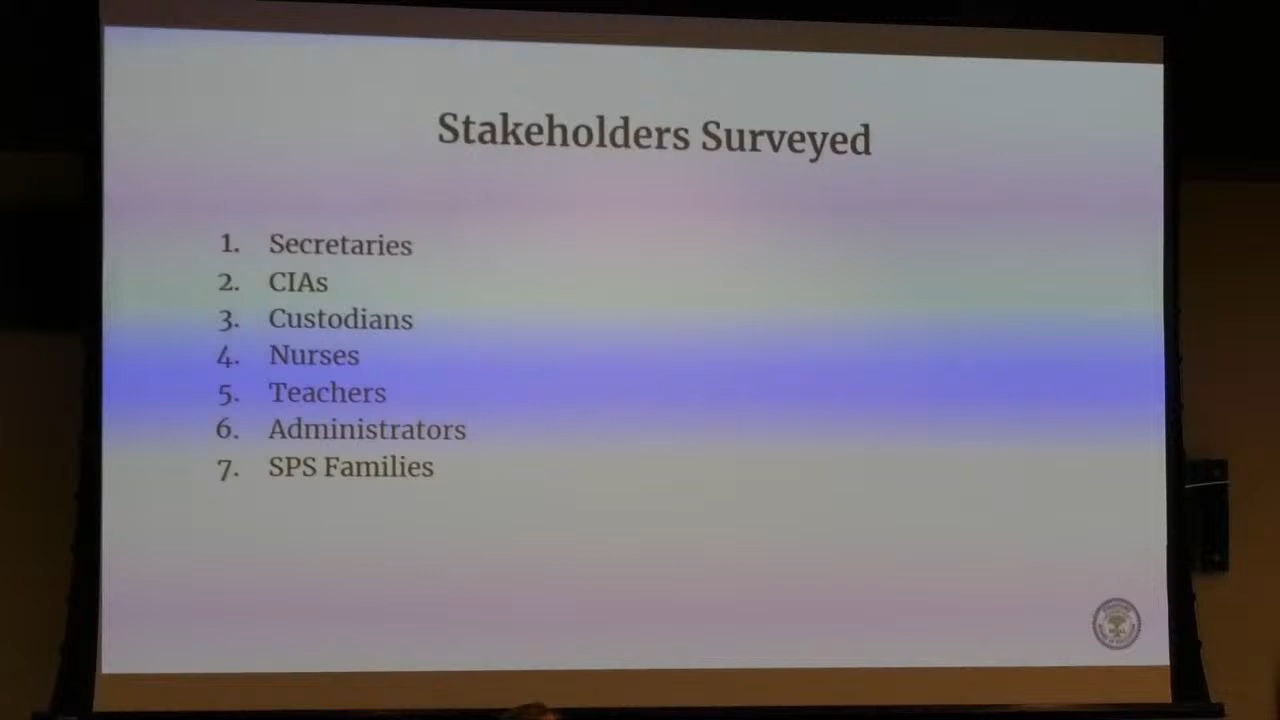 Stakeholders Surveyed
1. Secretaries
2. CIAs
3. Custodians
4. Nurses
5. Teachers
6. Administrators
7. SPS Families